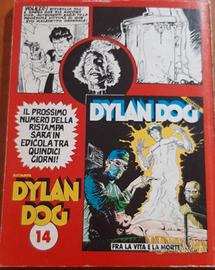 IL PROSSIMO
NUMERO DELLA
RISTAMPA
SARÀ IN
EDICOLA TRA
QUINDICI
GIORNI!
RISTAMPA
DYLAN
DOG
14
DYLAN DOG
FRA LA VITA E LA MORTE